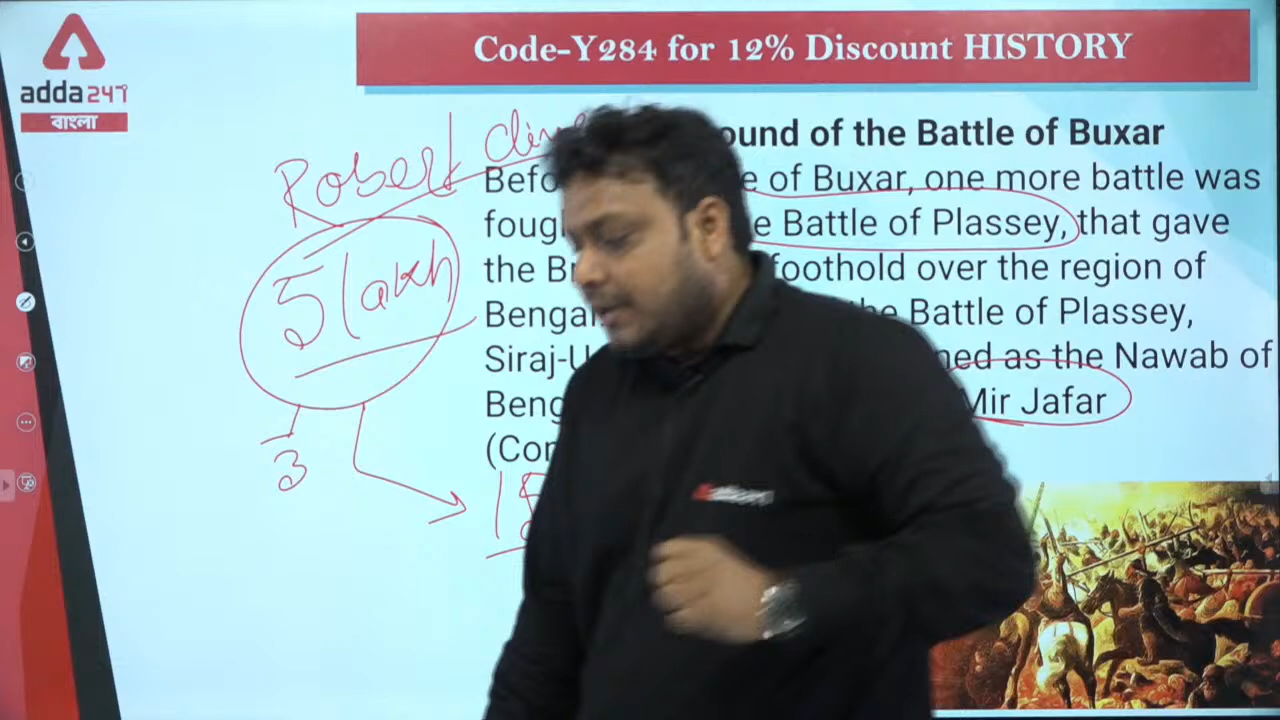 Code-Y284 for 12% Discount HISTORY
adda247
বাংলা
Robert
ound of the Battle of Buxar
Befo e of Buxar, one more battle was
foug e Battle of Plassey, that gave
the B foothold over the region of
5 lakh
Benga he Battle of Plassey,
Siraj-U ned as the Nawab of
Beng Mir Jafar
(Co
3